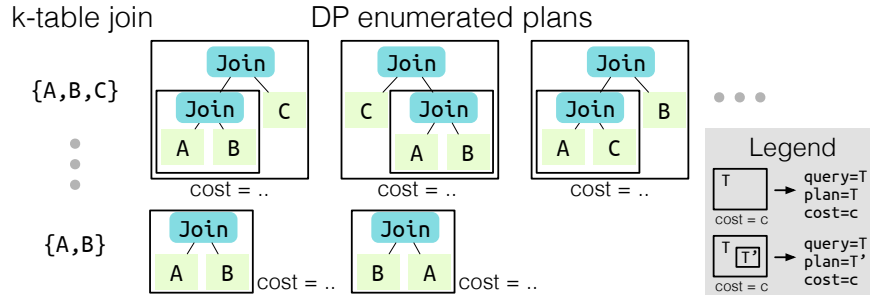 k-table join
DP enumerated plans
{A,B,C}
Join
Join
C
A
B
cost = ..
Join
C
Join
A
B
cost = ..
Join
Join
B
A
C
cost = ..
{A,B}
Join
A
B
cost = ..
Join
B
A
cost = ..
Legend
T
cost = c
query=T
plan=T
cost=c
T
T'
cost = c
query=T
plan=T'
cost=c